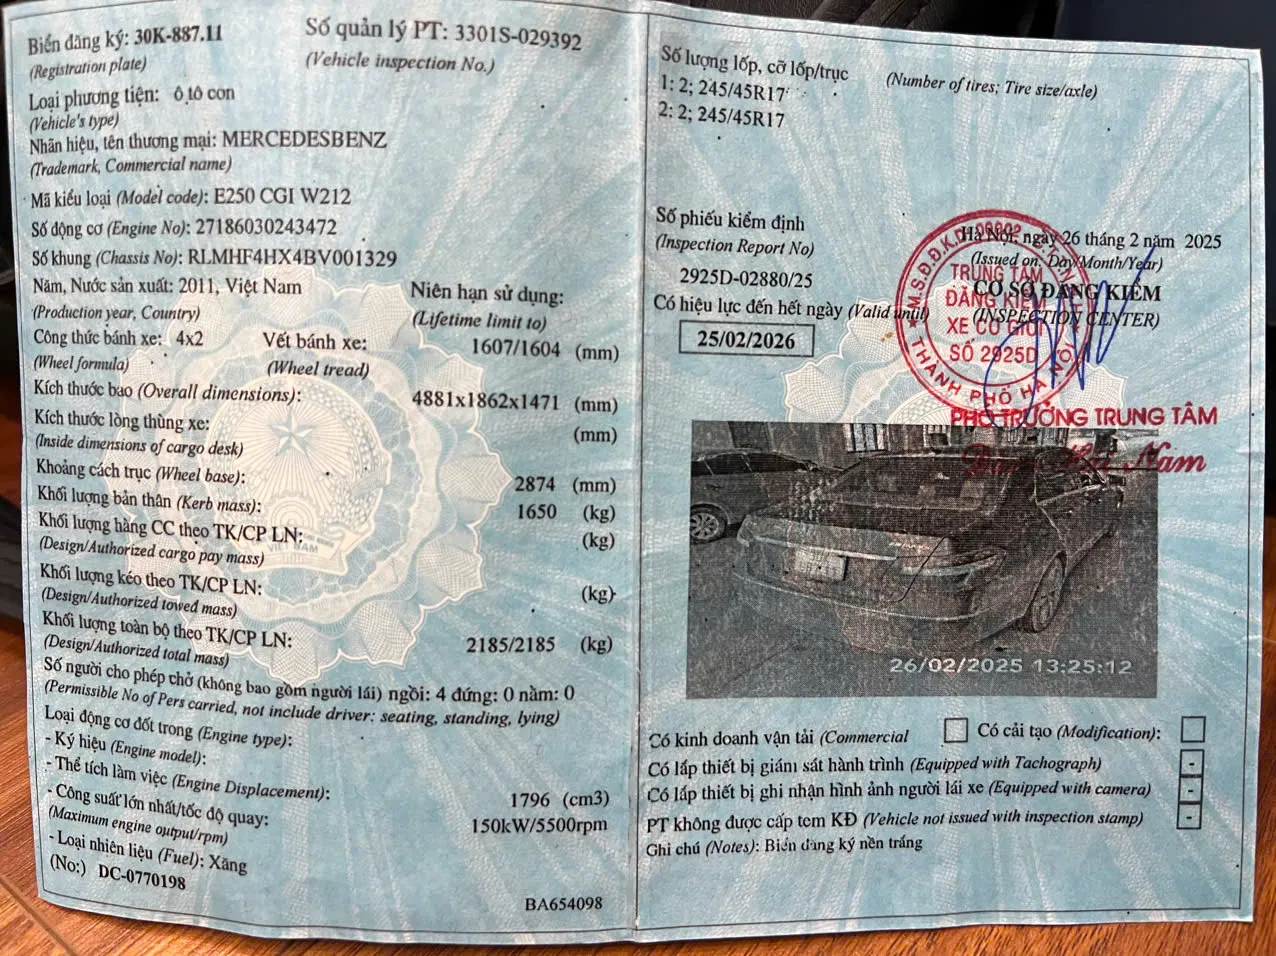 Biển đăng ký: 30K-887.11
(Registration plate)
Số quản lý PT: 3301S-029392
(Vehicle inspection No.)
Loại phương tiện: ô tô con
(Vehicle's type)
Nhãn hiệu, tên thương mại: MERCEDESBENZ
(Trademark, Commercial name)
Mã kiểu loại (Model code): E250 CGI W212
Số động cơ (Engine No): 27186030243472
Số khung (Chassis No): RLMHF4HX4BV001329
Năm, Nước sản xuất: 2011, Việt Nam
(Production year, Country)
Niên hạn sử dụng:
(Lifetime limit to)
Công thức bánh xe: 4x2
(Wheel formula)
Vết bánh xe: 1607/1604 (mm)
(Wheel tread)
Kích thước bao (Overall dimensions): 4881x1862x1471 (mm)
Kích thước lòng thùng xe: (mm)
(Inside dimensions of cargo desk)
Khoảng cách trục (Wheel base): 2874 (mm)
Khối lượng bản thân (Kerb mass): 1650 (kg)
Khối lượng hàng CC theo TK/CP LN: (kg)
(Design/Authorized cargo pay mass)
Khối lượng kéo theo TK/CP LN: (kg)
(Design/Authorized towed mass)
Khối lượng toàn bộ theo TK/CP LN: 2185/2185 (kg)
(Design/Authorized total mass)
Số người cho phép chở (không bao gồm người lái) ngồi: 4 đứng: 0 nằm: 0
(Permissible No of Pers carried, not include driver: seating, standing, lying)
Loại động cơ đốt trong (Engine type):
- Ký hiệu (Engine model):
- Thể tích làm việc (Engine Displacement): 1796 (cm3)
- Công suất lớn nhất/tốc độ quay: 150kW/5500rpm
(Maximum engine output/rpm)
- Loại nhiên liệu (Fuel): Xăng
(No:) DC-0770198
BA654098
VIỆT NAM
Số lượng lốp, cỡ lốp/trục (Number of tires; Tire size/axle)
1: 2; 245/45R17
2: 2; 245/45R17
Số phiếu kiểm định
(Inspection Report No)
2925D-02880/25
Có hiệu lực đến hết ngày (Valid until)
25/02/2026
Hà Nội, ngày 26 tháng 2 năm 2025
(Issued on: Day/Month/Year)
CƠ SỞ ĐĂNG KIỂM
(INSPECTION CENTER)
TRUNG TÂM
ĐĂNG KIỂM
XE CƠ GIỚI
SỐ 2925D
THÀNH PHỐ HÀ NỘI
PHÓ TRƯỞNG TRUNG TÂM
Nam
26/02/2025 13:25:12
Có kinh doanh vận tải (Commercial
Có cải tạo (Modification):
Có lắp thiết bị giám sát hành trình (Equipped with Tachograph) -
Có lắp thiết bị ghi nhận hình ảnh người lái xe (Equipped with camera) -
PT không được cấp tem KĐ (Vehicle not issued with inspection stamp) -
Ghi chú (Notes): Biển đăng ký nền trắng